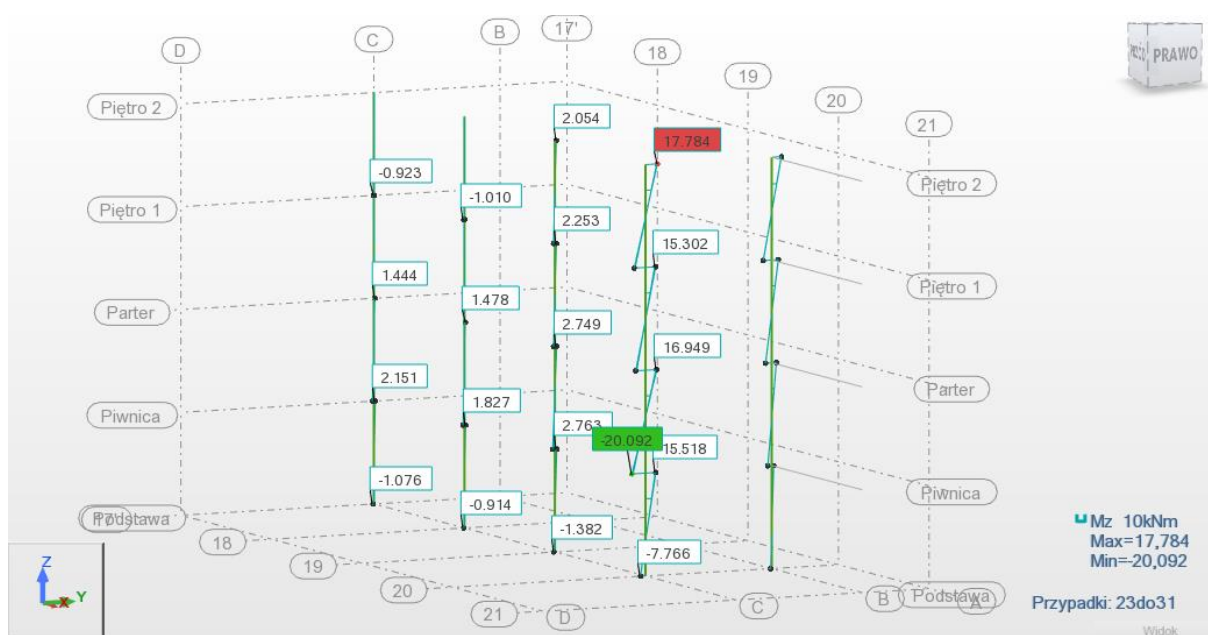 17'
B
C
D
18
19
20
21
PRAWO
Piętro 2
2.054
17.784
-0.923
Piętro 2
-1.010
Piętro 1
2.253
15.302
1.444
1.478
Piętro 1
Parter
2.749
16.949
2.151
1.827
Parter
Piwnica
2.763
-20.092
15.518
-1.076
-0.914
Piwnica
Podstawa
-1.382
18
-7.766
19
20
21
D
C
B
Podstawa
A
Mz 10kNm
Max=17,784
Min=-20,092
Przypadki: 23do31
Widok
Z
X
Y